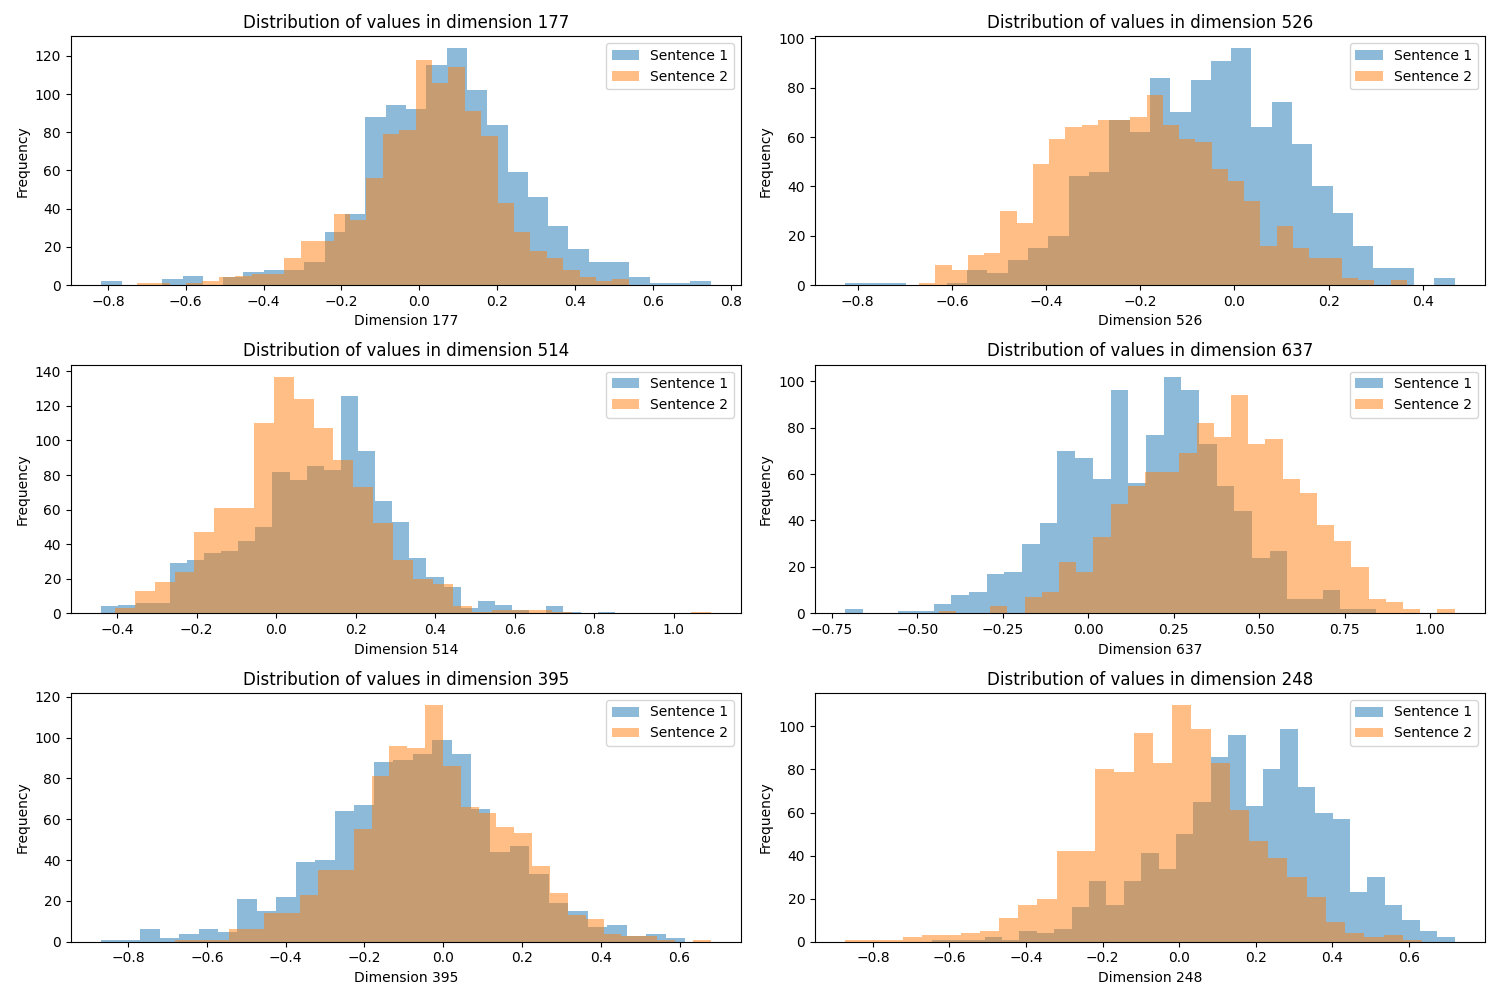 Distribution of values in dimension 177
Frequency
120
100
80
60
40
20
0
Sentence 1
Sentence 2
−0.8 −0.6 −0.4 −0.2 0.0 0.2 0.4 0.6 0.8
Dimension 177
Distribution of values in dimension 526
Frequency
100
80
60
40
20
0
Sentence 1
Sentence 2
−0.8 −0.6 −0.4 −0.2 0.0 0.2 0.4
Dimension 526
Distribution of values in dimension 514
Frequency
140
120
100
80
60
40
20
0
Sentence 1
Sentence 2
−0.4 −0.2 0.0 0.2 0.4 0.6 0.8 1.0
Dimension 514
Distribution of values in dimension 637
Frequency
100
80
60
40
20
0
Sentence 1
Sentence 2
−0.75 −0.50 −0.25 0.00 0.25 0.50 0.75 1.00
Dimension 637
Distribution of values in dimension 395
Frequency
120
100
80
60
40
20
0
Sentence 1
Sentence 2
−0.8 −0.6 −0.4 −0.2 0.0 0.2 0.4 0.6
Dimension 395
Distribution of values in dimension 248
Frequency
100
80
60
40
20
0
Sentence 1
Sentence 2
−0.8 −0.6 −0.4 −0.2 0.0 0.2 0.4 0.6
Dimension 248